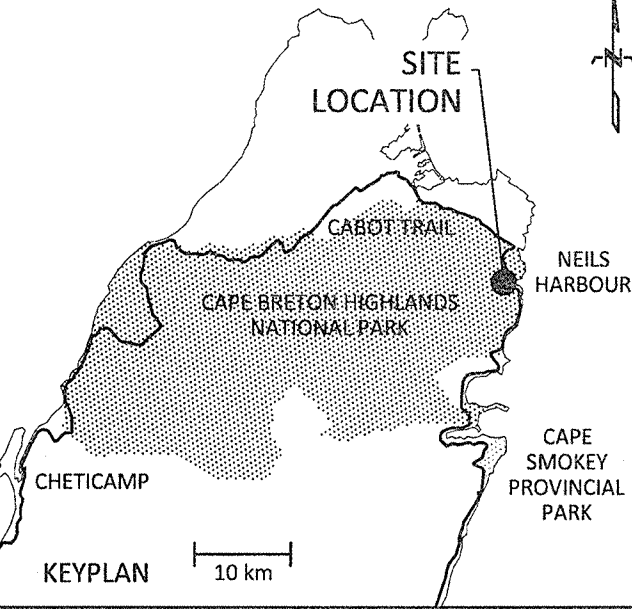 SITE
LOCATION
N
CABOT TRAIL
NEILS
HARBOUR
CAPE BRETON HIGHLANDS
NATIONAL PARK
CAPE
SMOKEY
PROVINCIAL
PARK
CHETICAMP
KEYPLAN
10 km